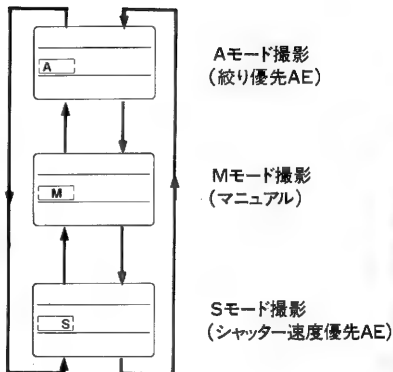 A
Aモード撮影
(絞り優先AE)
M
Mモード撮影
(マニュアル)
S
Sモード撮影
(シャッター速度優先AE)